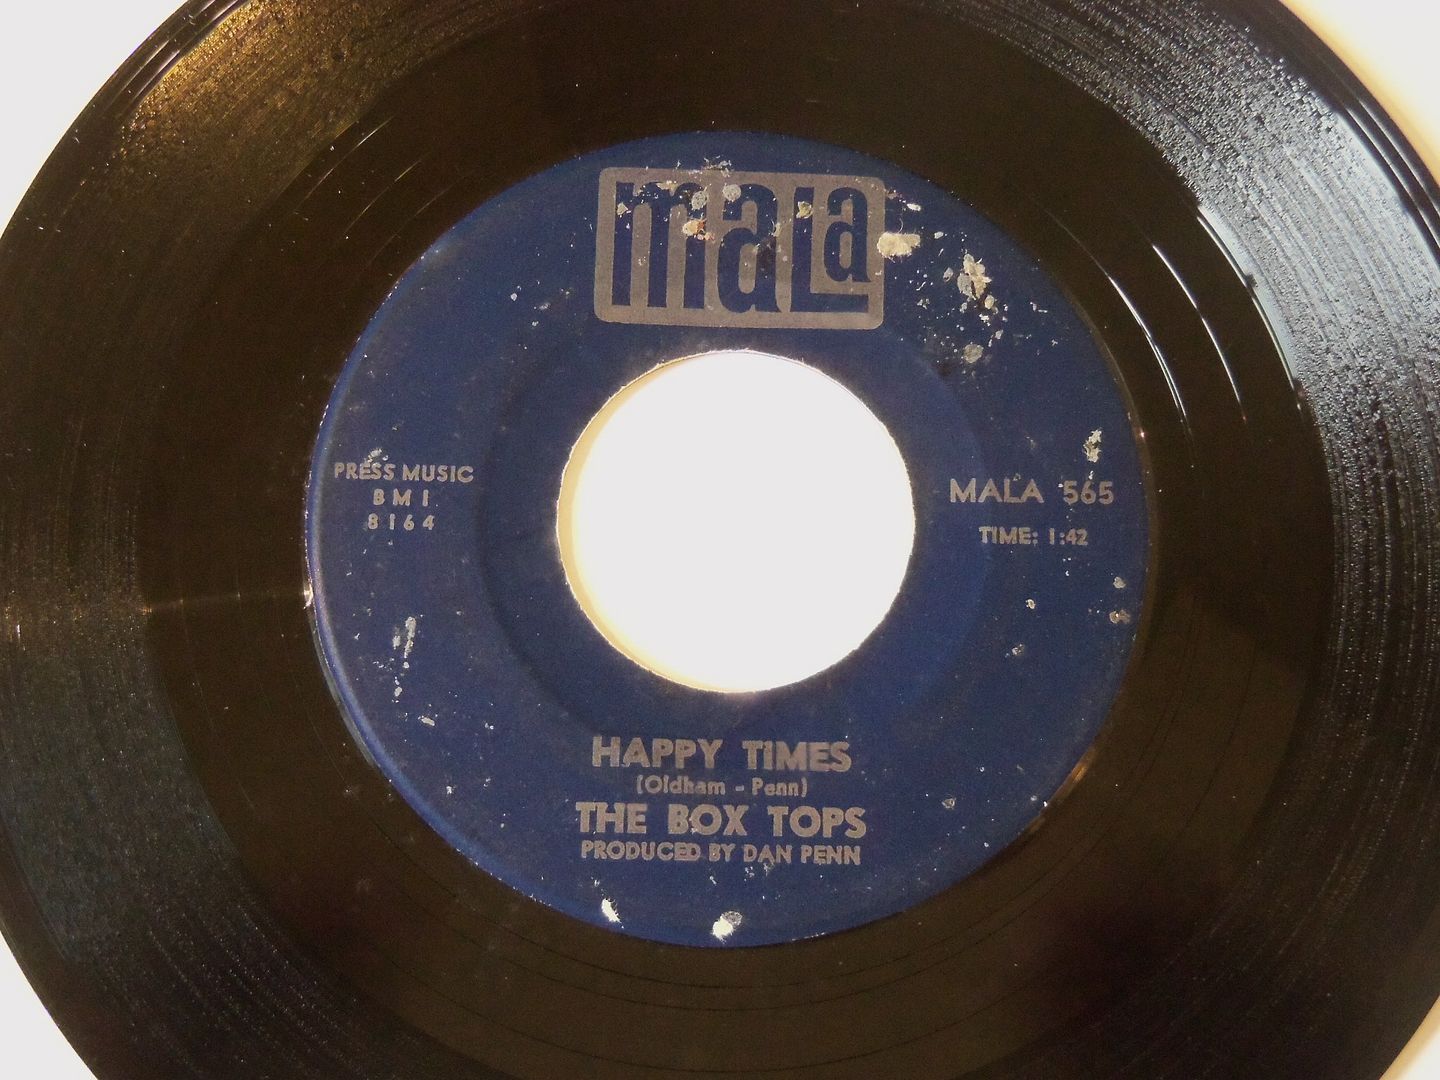 maLa
PRESS MUSIC
BMI
8164
MALA 565
TIME: 1:42
HAPPY TIMES
(Oldham - Penn)
THE BOX TOPS
PRODUCED BY DAN PENN